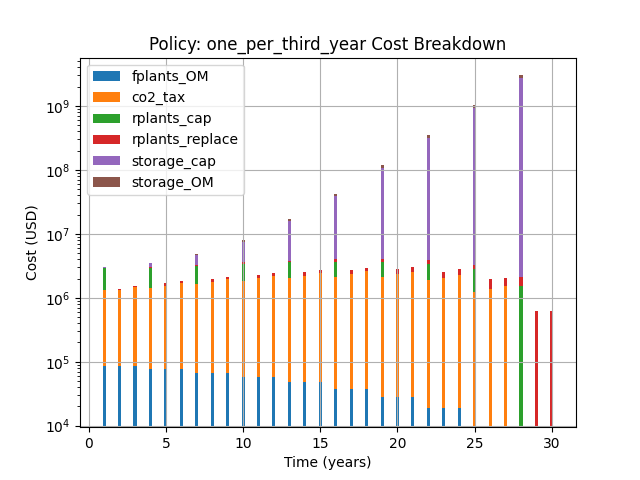 Policy: one_per_third_year Cost Breakdown
fplants_OM
co2_tax
rplants_cap
rplants_replace
storage_cap
storage_OM
10^9
10^8
10^7
10^6
10^5
10^4
Cost (USD)
0 5 10 15 20 25 30
Time (years)